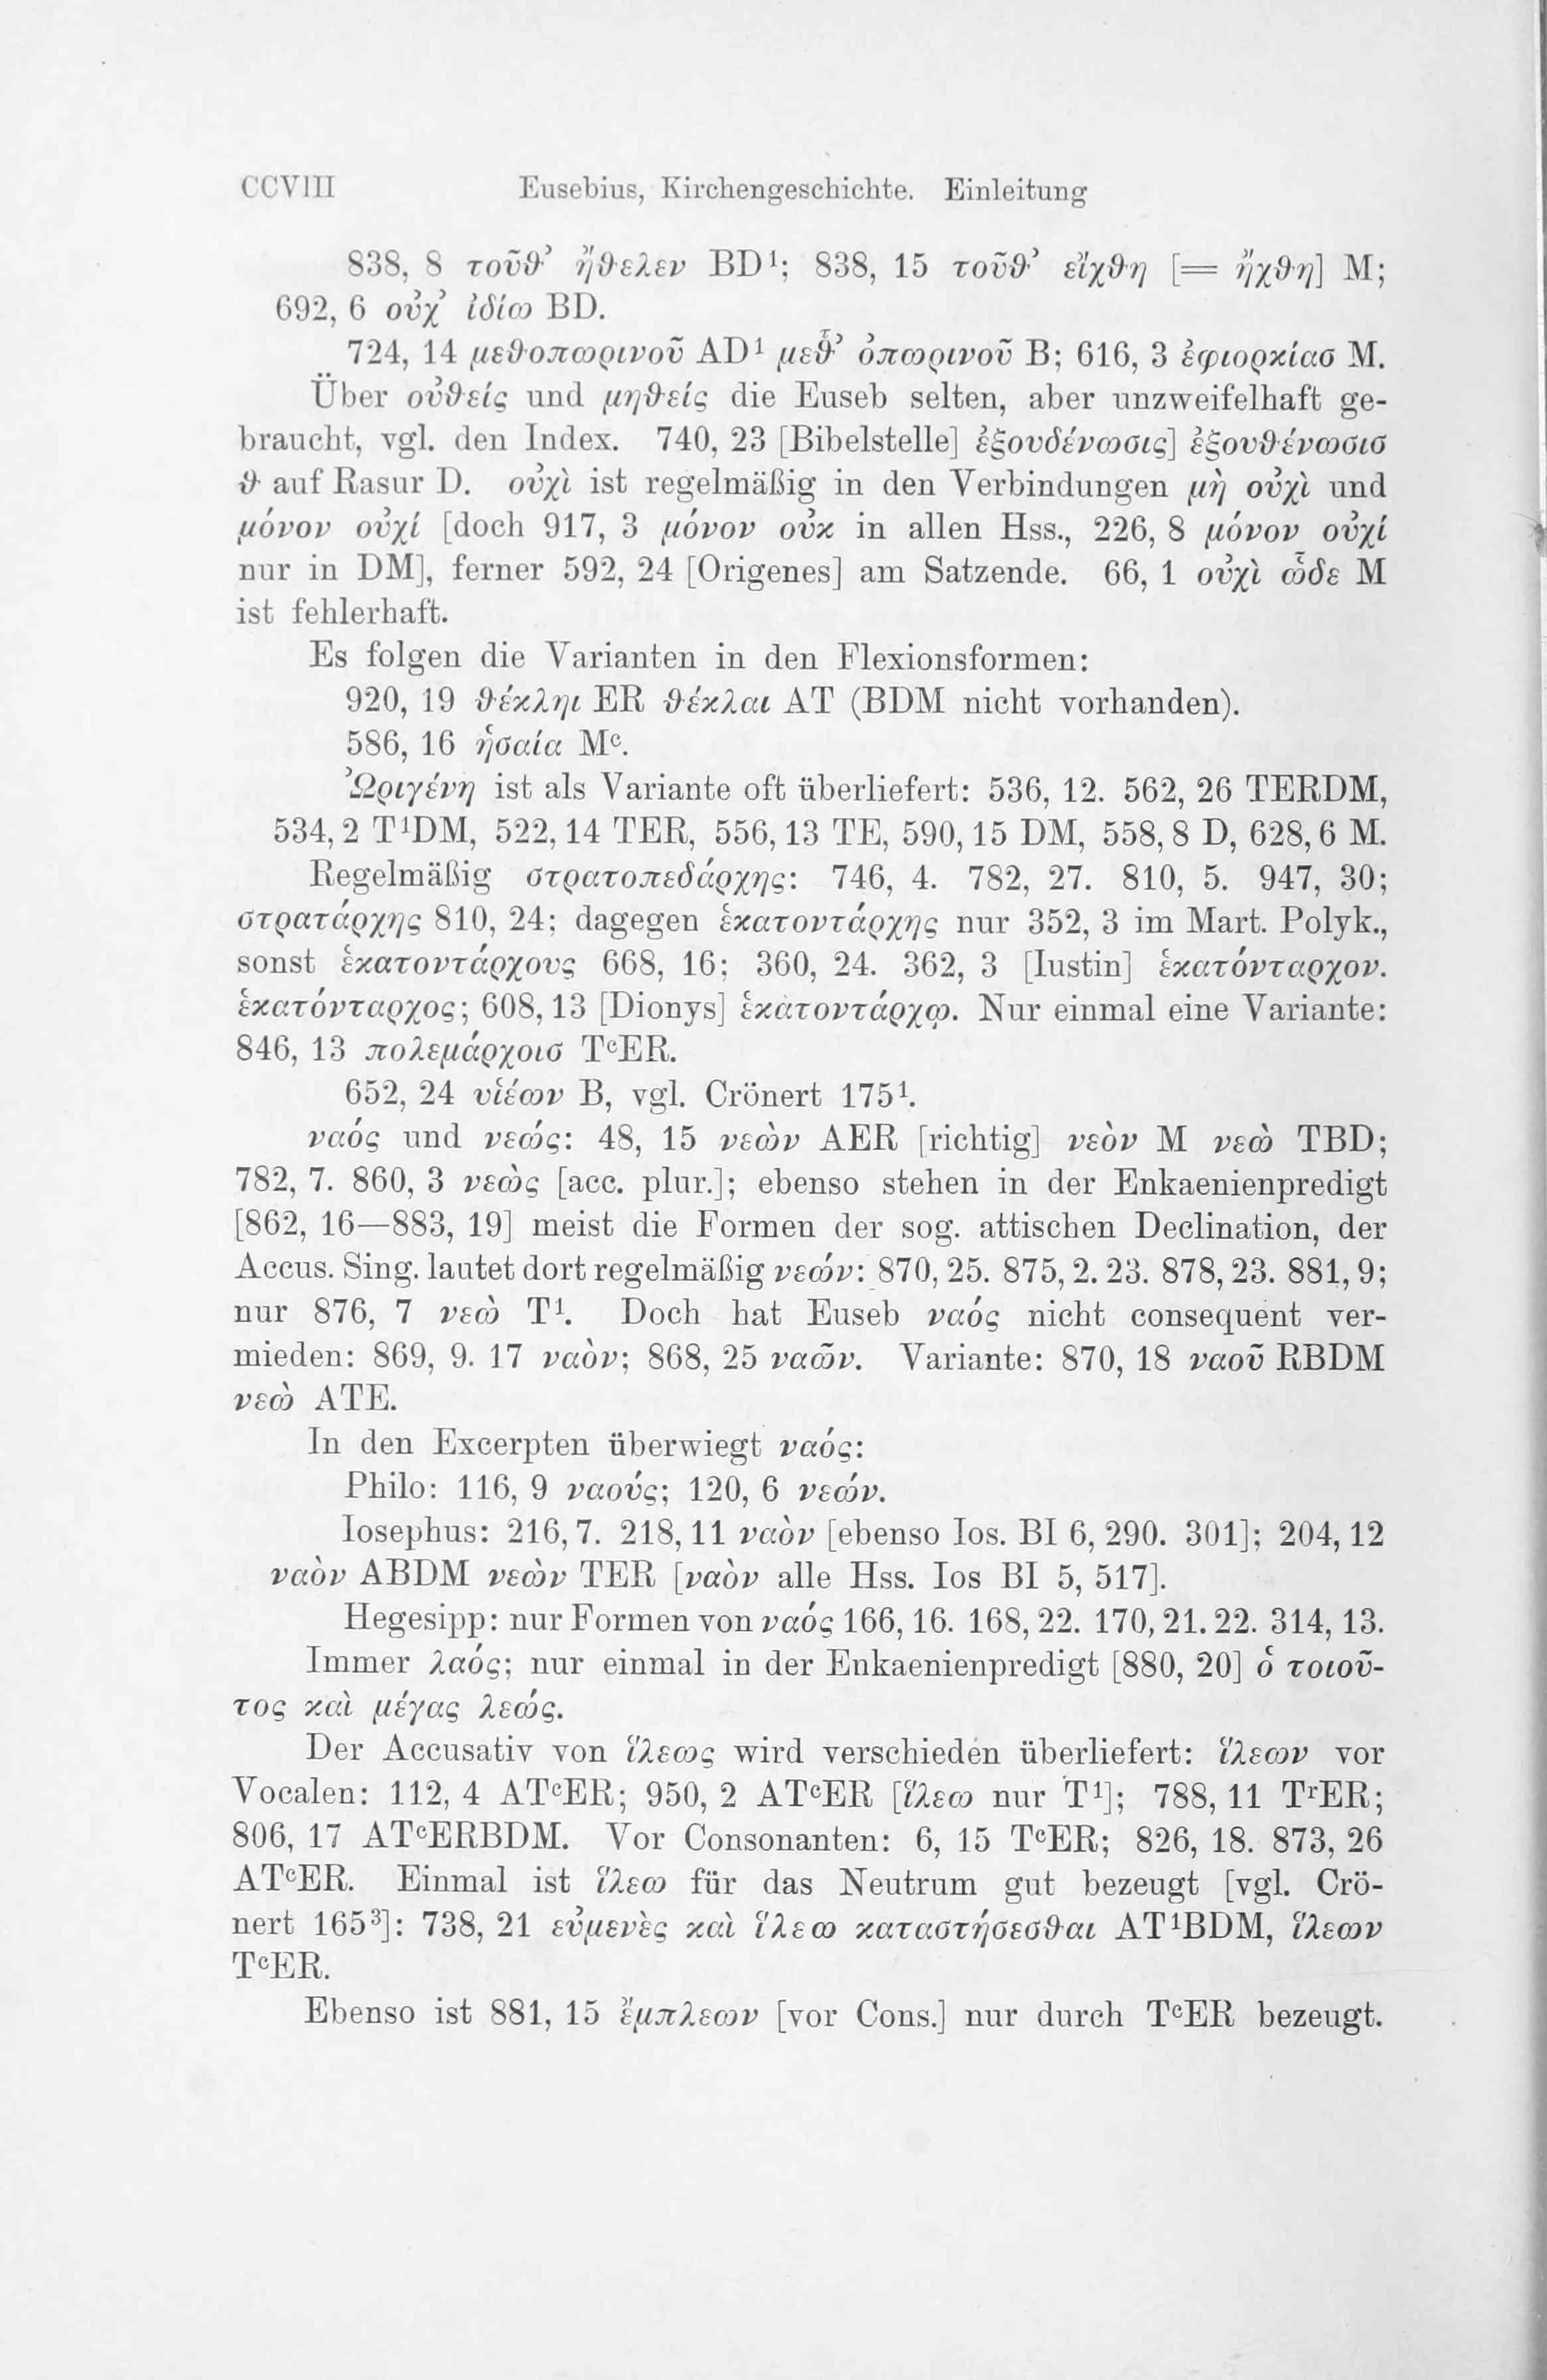 CCVIII Eusebius, Kirchengeschichte. Einleitung
838, 8 τοῦθ’ ἤθελεν BD¹; 838, 15 τοῦθ’ εἴχθη [= ἤχθη] M;
692, 6 οὐχ’ ἰδίω BD.
724, 14 μεθοπωρινοῦ AD¹ μεθ’ ὀπωρινοῦ B; 616, 3 ἐφιορκίασ M.
Über οὐθείς und μηθείς die Euseb selten, aber unzweifelhaft ge-
braucht, vgl. den Index. 740, 23 [Bibelstelle] ἐξουδένωσις] ἐξουθένωσισ
θ auf Rasur D. οὐχὶ ist regelmäßig in den Verbindungen μὴ οὐχὶ und
μόνον οὐχί [doch 917, 3 μόνον οὐκ in allen Hss., 226, 8 μόνον οὐχί
nur in DM], ferner 592, 24 [Origenes] am Satzende. 66, 1 οὐχὶ ὧδε M
ist fehlerhaft.
Es folgen die Varianten in den Flexionsformen:
920, 19 θέκληι ER θέκλαι AT (BDM nicht vorhanden).
586, 16 ἡσαία Mᶜ.
Ὠριγένη ist als Variante oft überliefert: 536, 12. 562, 26 TERDM,
534, 2 T¹DM, 522, 14 TER, 556, 13 TE, 590, 15 DM, 558, 8 D, 628, 6 M.
Regelmäßig στρατοπεδάρχης: 746, 4. 782, 27. 810, 5. 947, 30;
στρατάρχης 810, 24; dagegen ἑκατοντάρχης nur 352, 3 im Mart. Polyk.,
sonst ἑκατοντάρχους 668, 16; 360, 24. 362, 3 [Iustin] ἑκατόνταρχον.
ἑκατόνταρχος; 608, 13 [Dionys] ἑκατοντάρχῳ. Nur einmal eine Variante:
846, 13 πολεμάρχοισ TᶜER.
652, 24 υἱέων B, vgl. Crönert 175¹.
ναός und νεώς: 48, 15 νεὼν AER [richtig] νεὸν M νεὼ TBD;
782, 7. 860, 3 νεὼς [acc. plur.]; ebenso stehen in der Enkaenienpredigt
[862, 16—883, 19] meist die Formen der sog. attischen Declination, der
Accus. Sing. lautet dort regelmäßig νεών: 870, 25. 875, 2. 23. 878, 23. 881, 9;
nur 876, 7 νεὼ T¹. Doch hat Euseb ναός nicht consequent ver-
mieden: 869, 9. 17 ναὸν; 868, 25 ναῶν. Variante: 870, 18 ναοῦ RBDM
νεὼ ATE.
In den Excerpten überwiegt ναός:
Philo: 116, 9 ναούς; 120, 6 νεών.
Iosephus: 216, 7. 218, 11 ναὸν [ebenso Ios. BI 6, 290. 301]; 204, 12
ναὸν ABDM νεὼν TER [ναὸν alle Hss. Ios BI 5, 517].
Hegesipp: nur Formen von ναός 166, 16. 168, 22. 170, 21. 22. 314, 13.
Immer λαός; nur einmal in der Enkaenienpredigt [880, 20] ὁ τοιοῦ-
τος καὶ μέγας λεώς.
Der Accusativ von ἵλεως wird verschieden überliefert: ἵλεων vor
Vocalen: 112, 4 ATᶜER; 950, 2 ATᶜER [ἵλεω nur T¹]; 788, 11 TʳER;
806, 17 ATᶜERBDM. Vor Consonanten: 6, 15 TᶜER; 826, 18. 873, 26
ATᶜER. Einmal ist ἵλεω für das Neutrum gut bezeugt [vgl. Crö-
nert 165³]: 738, 21 εὐμενὲς καὶ ἵλεω καταστήσεσθαι AT¹BDM, ἵλεων
TᶜER.
Ebenso ist 881, 15 ἔμπλεων [vor Cons.] nur durch TᶜER bezeugt.